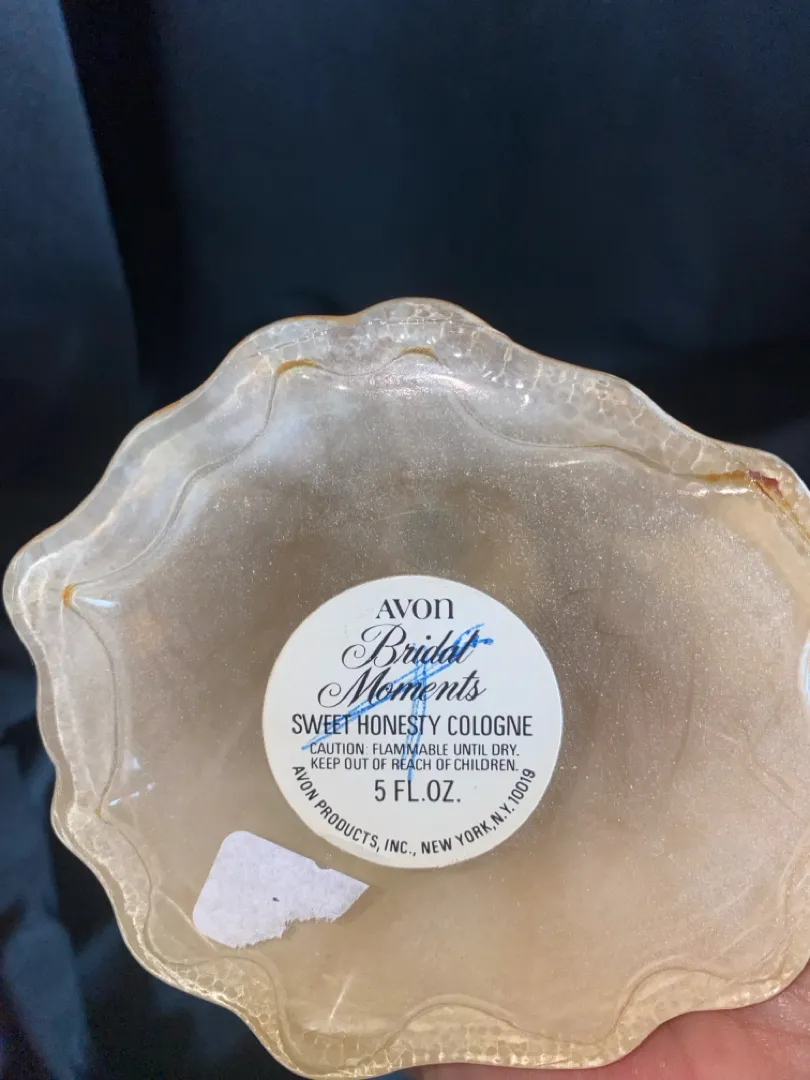 AVON
Bridal
Moments
SWEET HONESTY COLOGNE
CAUTION: FLAMMABLE UNTIL DRY.
KEEP OUT OF REACH OF CHILDREN.
5 FL.OZ.
AVON PRODUCTS, INC., NEW YORK, N.Y. 10019